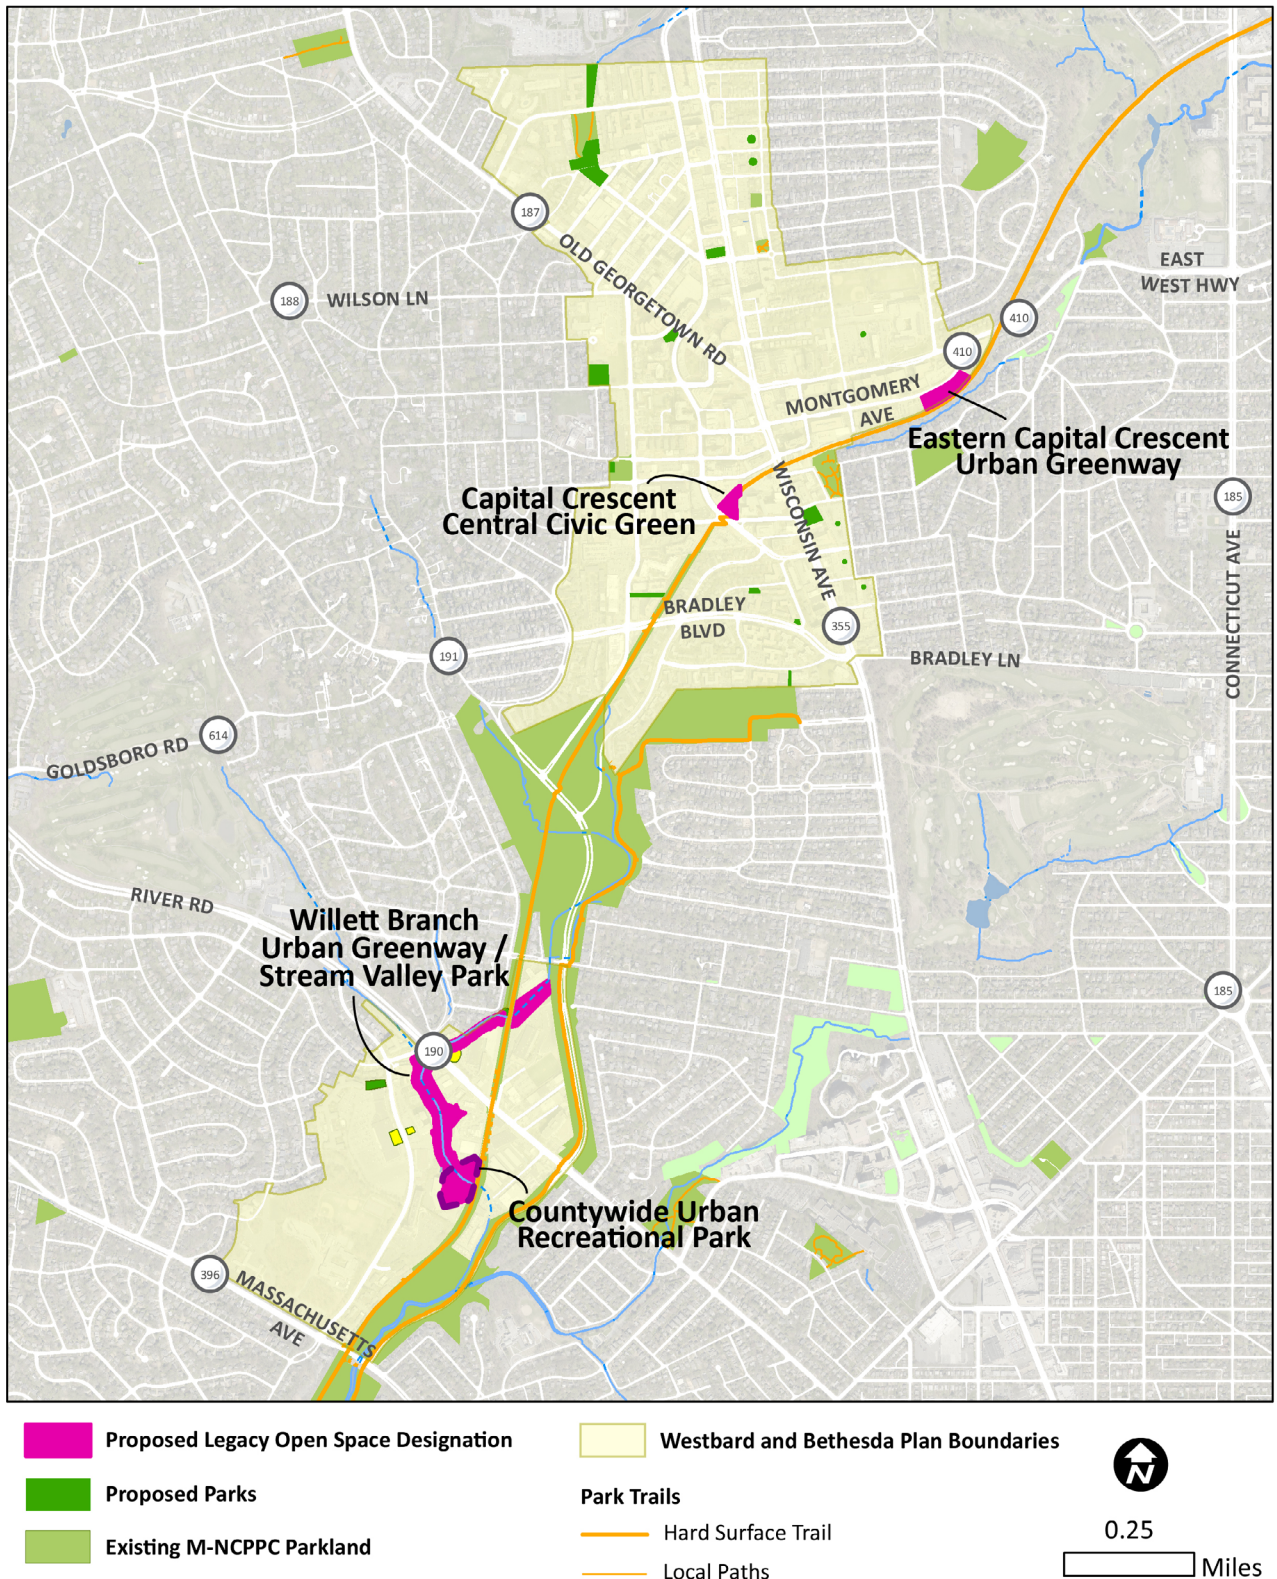 187
OLD GEORGETOWN RD
188
WILSON LN
EAST
WEST HWY
410
410
MONTGOMERY
AVE
Eastern Capital Crescent
Urban Greenway
Capital Crescent
Central Civic Green
WISCONSIN AVE
185
CONNECTICUT AVE
BRADLEY
BLVD
355
191
BRADLEY LN
614
GOLDSBORO RD
RIVER RD
Willett Branch
Urban Greenway /
Stream Valley Park
185
190
Countywide Urban
Recreational Park
396
MASSACHUSETTS
AVE
Proposed Legacy Open Space Designation
Proposed Parks
Existing M-NCPPC Parkland
Westbard and Bethesda Plan Boundaries
Park Trails
Hard Surface Trail
Local Paths
N
0.25
Miles